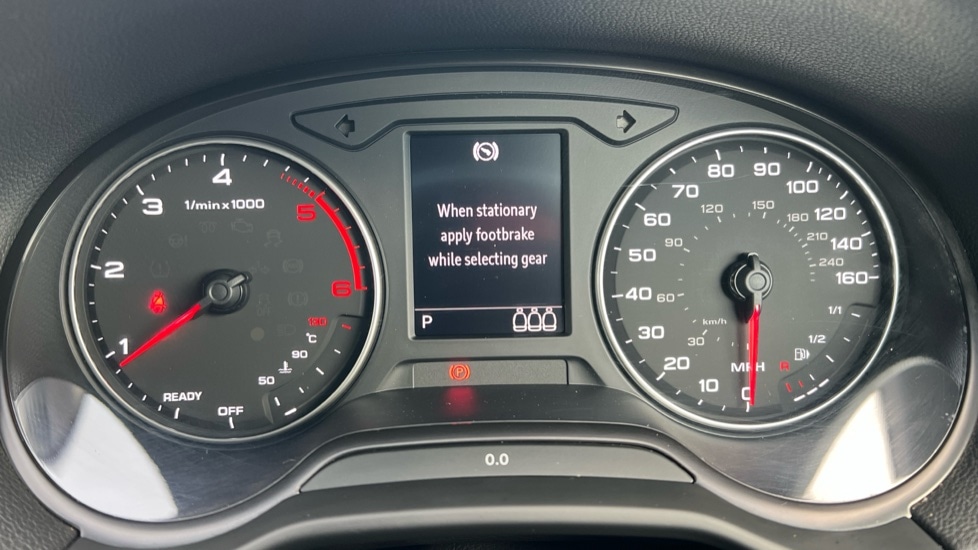 4
3
1/min x 1000
5
2
6
1
130
°C
90
50
READY
OFF
When stationary
apply footbrake
while selecting gear
P
(P)
0.0
80
90
70
100
60
120
150
180
120
50
90
210
140
240
160
40
60
km/h
1/1
30
30
1/2
20
MPH
R
10
0